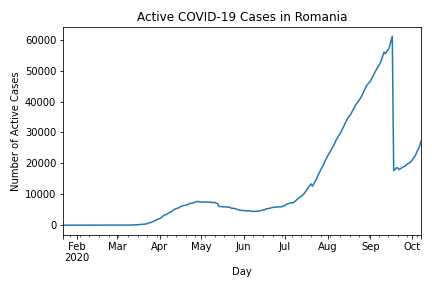 Active COVID-19 Cases in Romania
Number of Active Cases
60000
50000
40000
30000
20000
10000
0
Feb Mar Apr May Jun Jul Aug Sep Oct
2020
Day